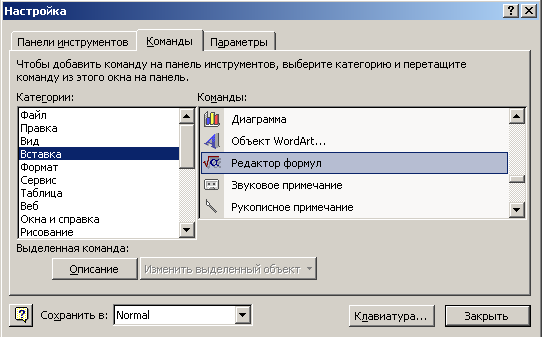 Настройка
Панели инструментов
Команды
Параметры
Чтобы добавить команду на панель инструментов, выберите категорию и перетащите
команду из этого окна на панель.
Категории:
Файл
Правка
Вид
Вставка
Формат
Сервис
Таблица
Веб
Окна и справка
Рисование
Команды:
Диаграмма
Объект WordArt...
Редактор формул
Звуковое примечание
Рукописное примечание
Выделенная команда:
Описание
Изменить выделенный объект
Сохранить в:
Normal
Клавиатура...
Закрыть